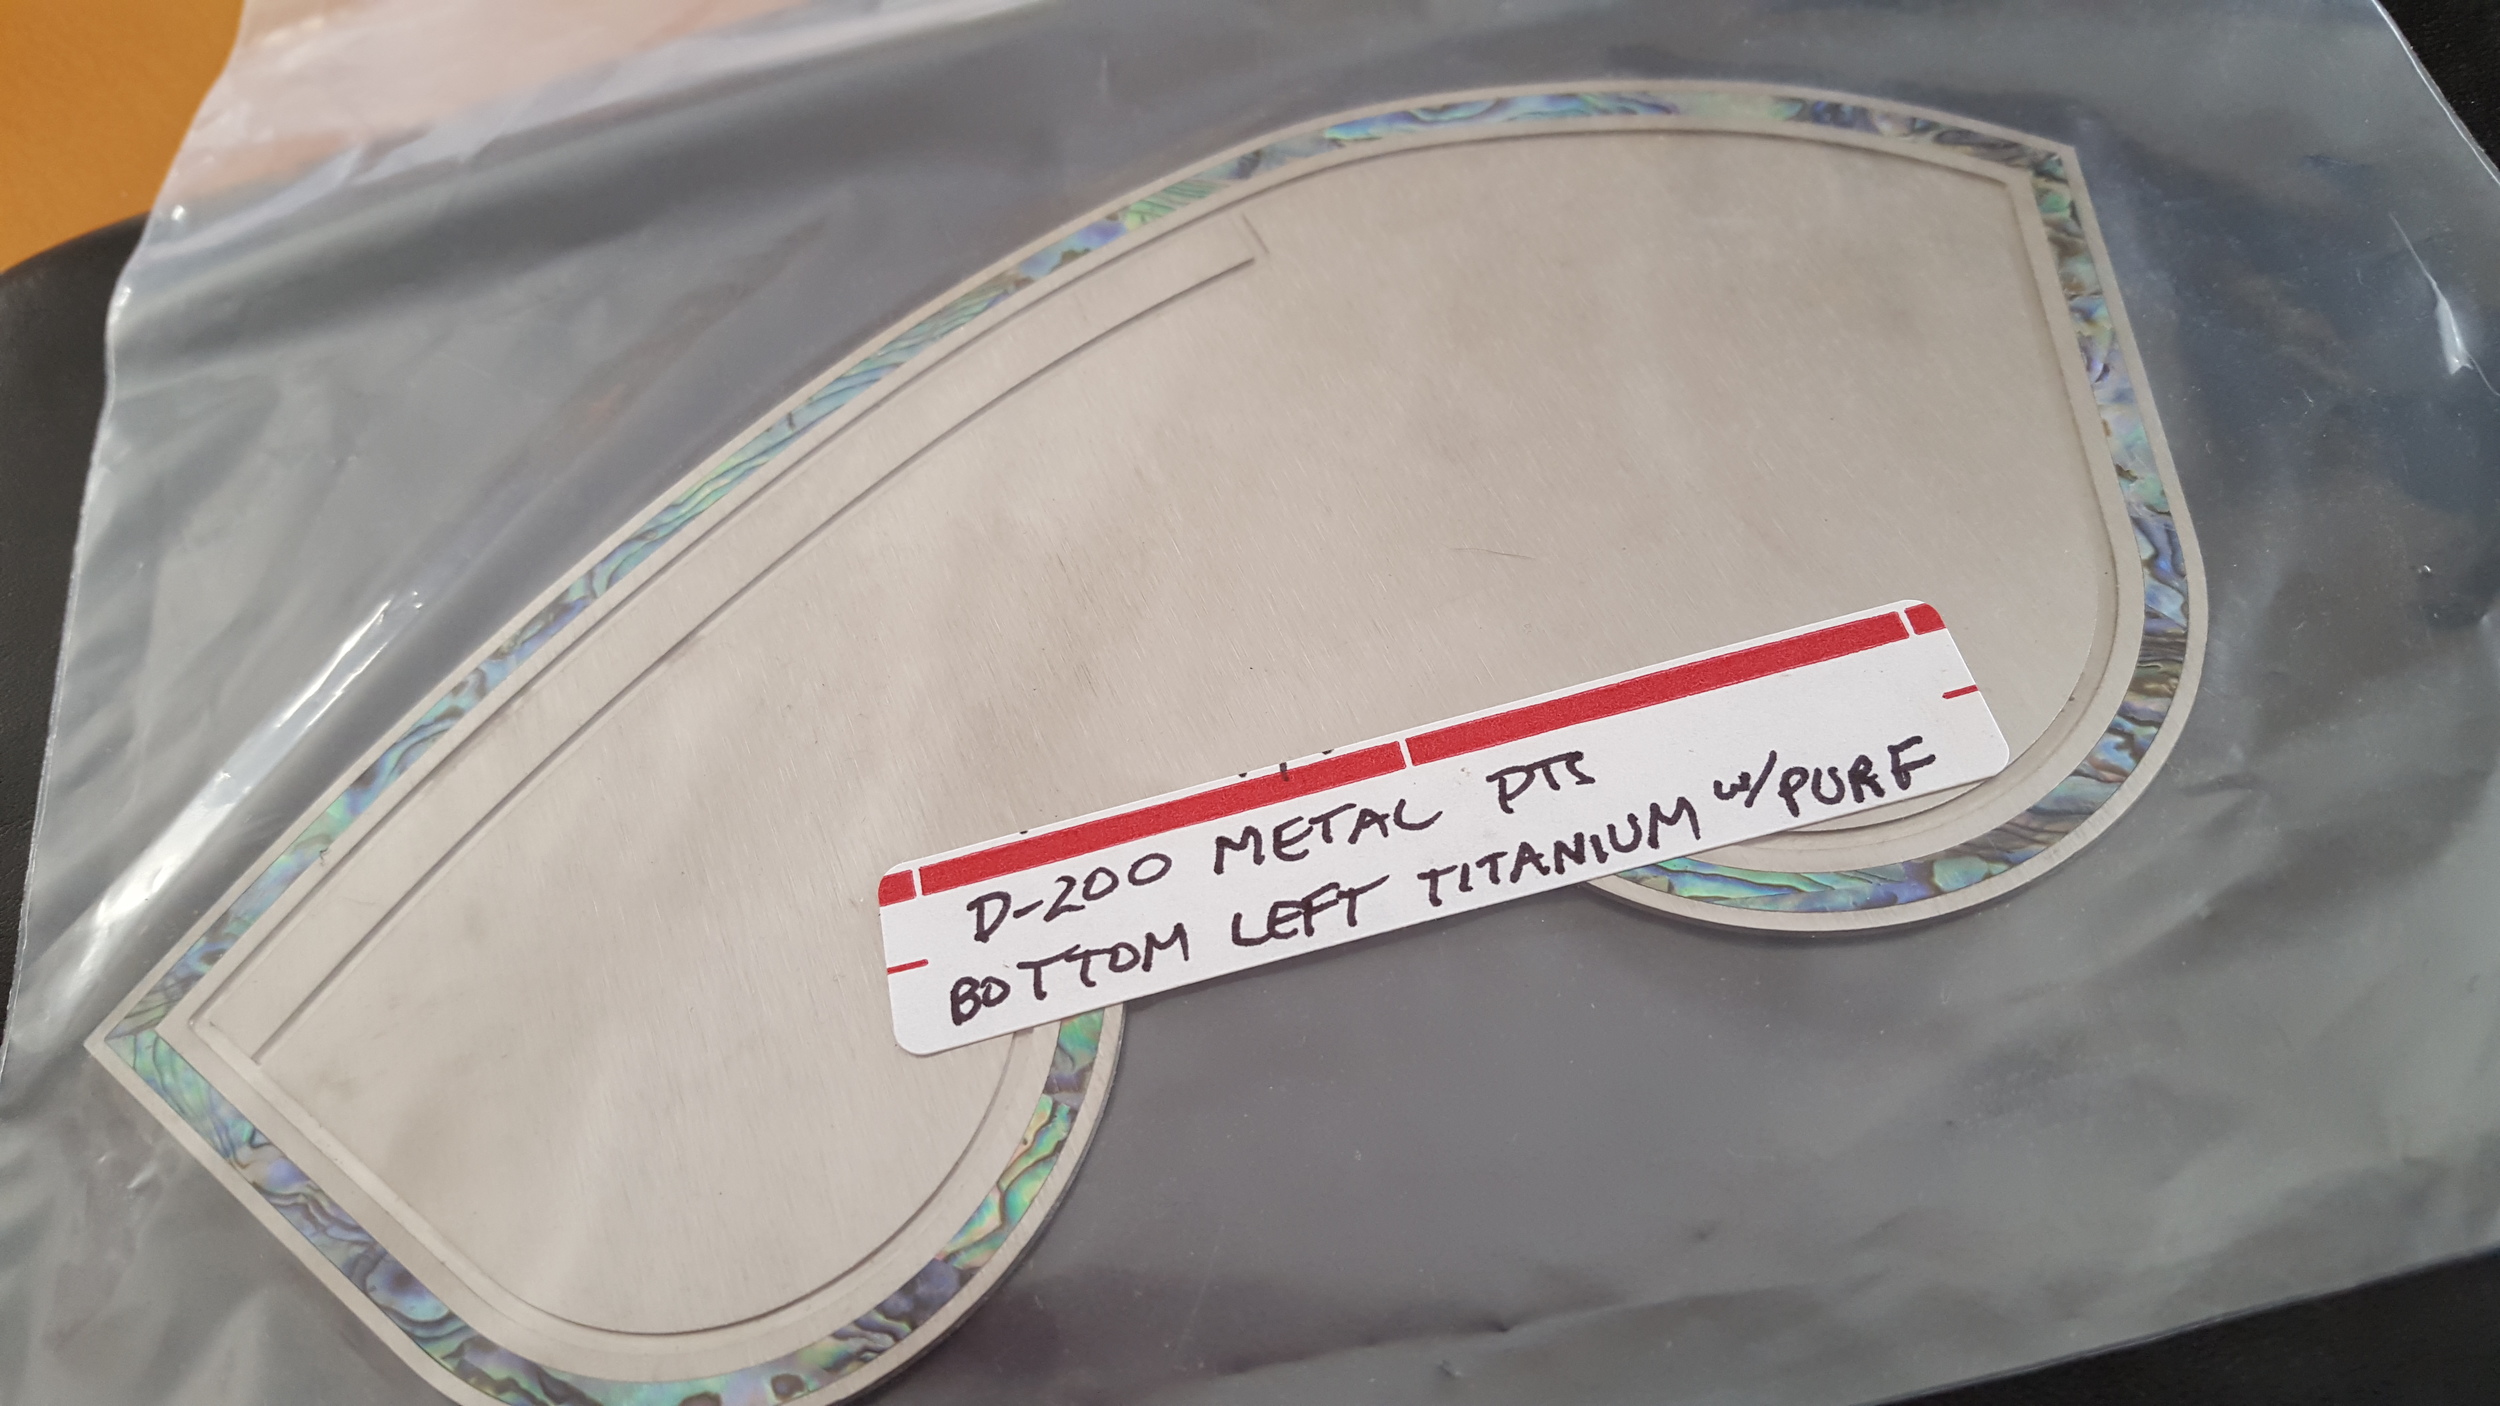 D-200 METAL PTS
BOTTOM LEFT TITANIUM W/PURF